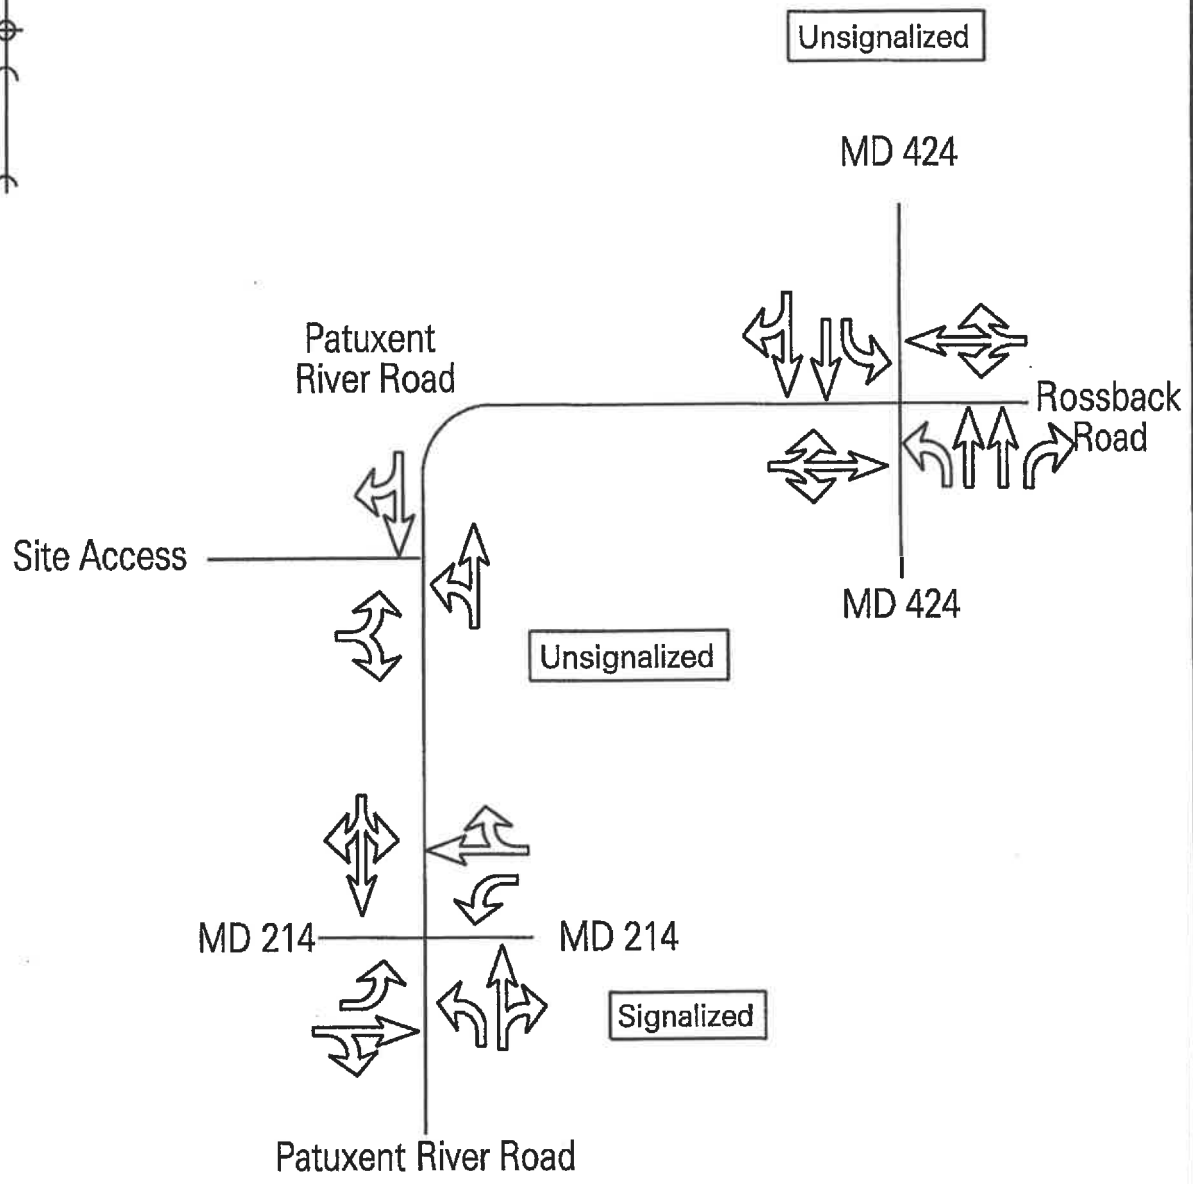 Unsignalized
MD 424
Patuxent
River Road
Rossback
Road
Site Access
MD 424
Unsignalized
MD 214
MD 214
Signalized
Patuxent River Road